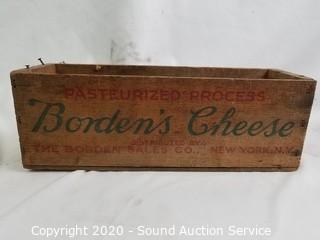 PASTEURIZED PROCESS
Borden's Cheese
DISTRIBUTED BY
THE BORDEN SALES CO., NEW YORK, N.Y.
Copyright 2020 - Sound Auction Service